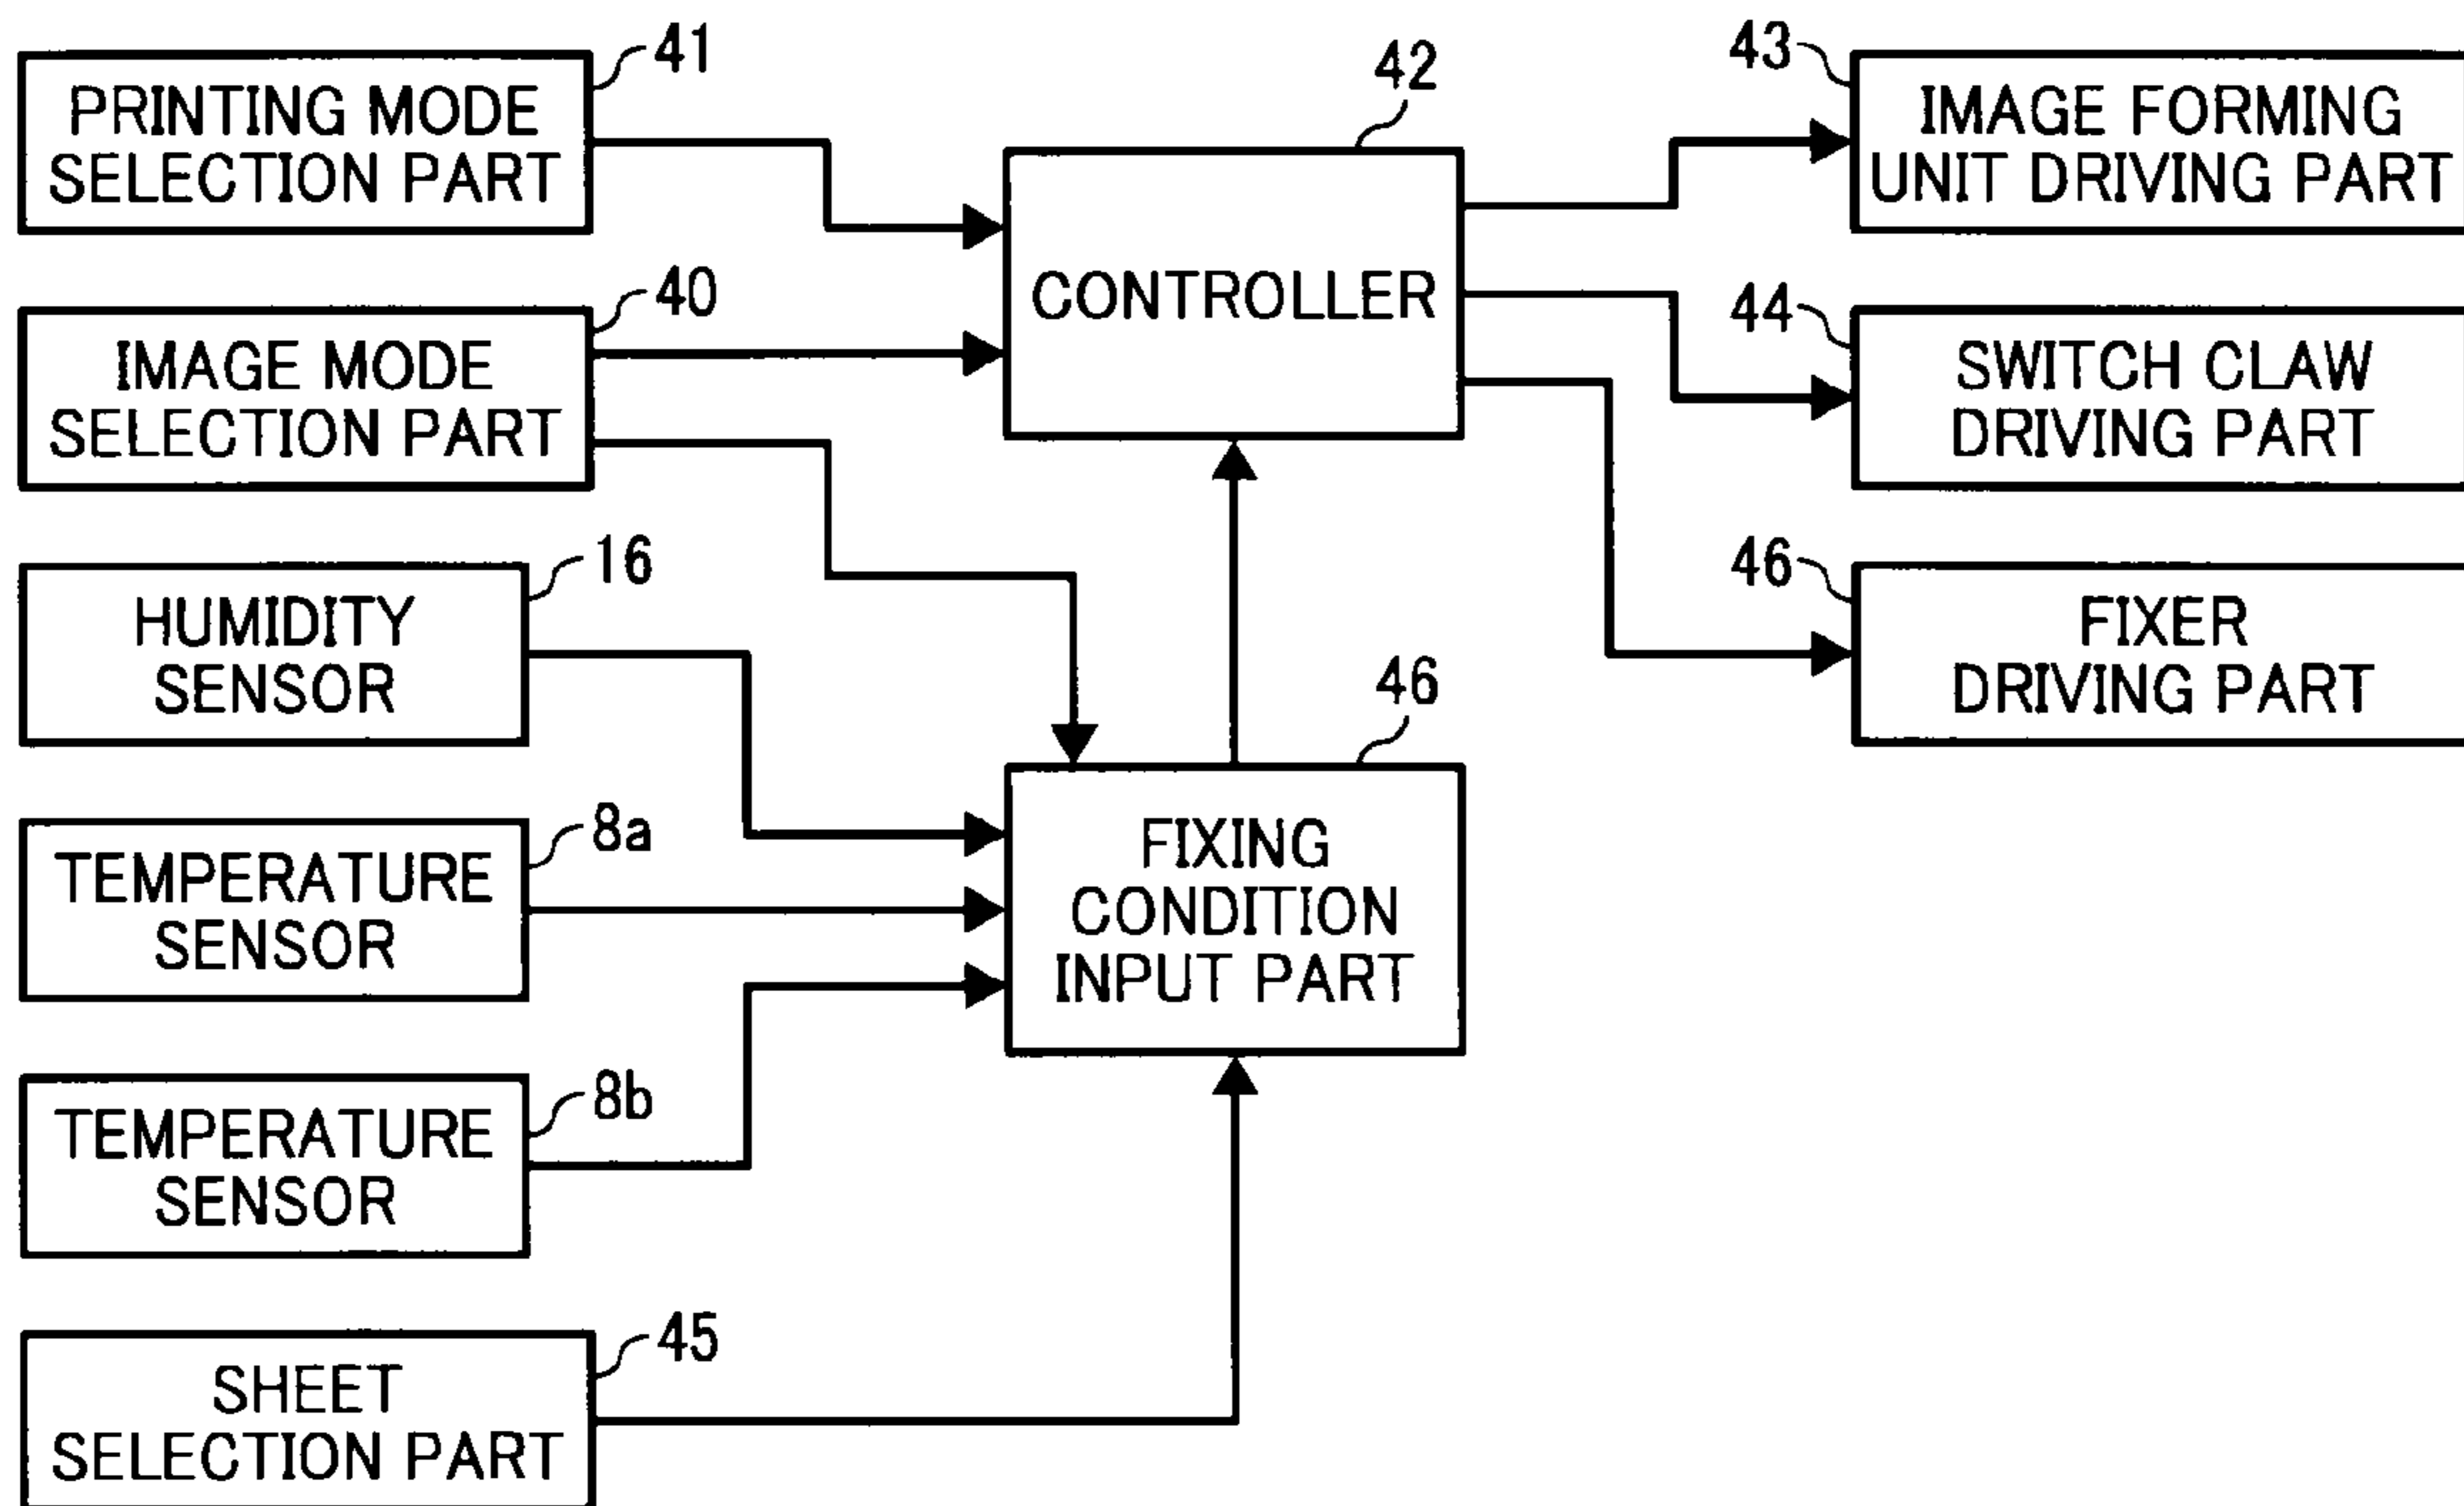 41
PRINTING MODE
SELECTION PART
40
IMAGE MODE
SELECTION PART
16
HUMIDITY
SENSOR
8a
TEMPERATURE
SENSOR
8b
TEMPERATURE
SENSOR
45
SHEET
SELECTION PART
42
CONTROLLER
46
FIXING
CONDITION
INPUT PART
43
IMAGE FORMING
UNIT DRIVING PART
44
SWITCH CLAW
DRIVING PART
46
FIXER
DRIVING PART